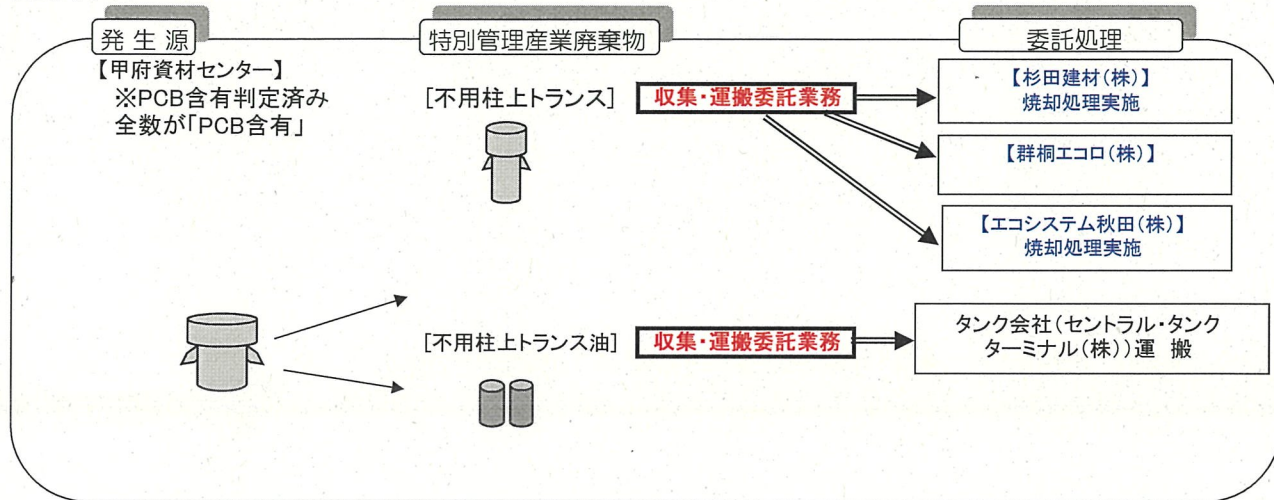 発生源
特別管理産業廃棄物
委託処理
【甲府資材センター】
※PCB含有判定済み
全数が「PCB含有」
[不用柱上トランス]
収集・運搬委託業務
【杉田建材(株)】
焼却処理実施
【群桐エコロ(株)】
【エコシステム秋田(株)】
焼却処理実施
[不用柱上トランス油]
収集・運搬委託業務
タンク会社(セントラル・タンク
ターミナル(株))運 搬